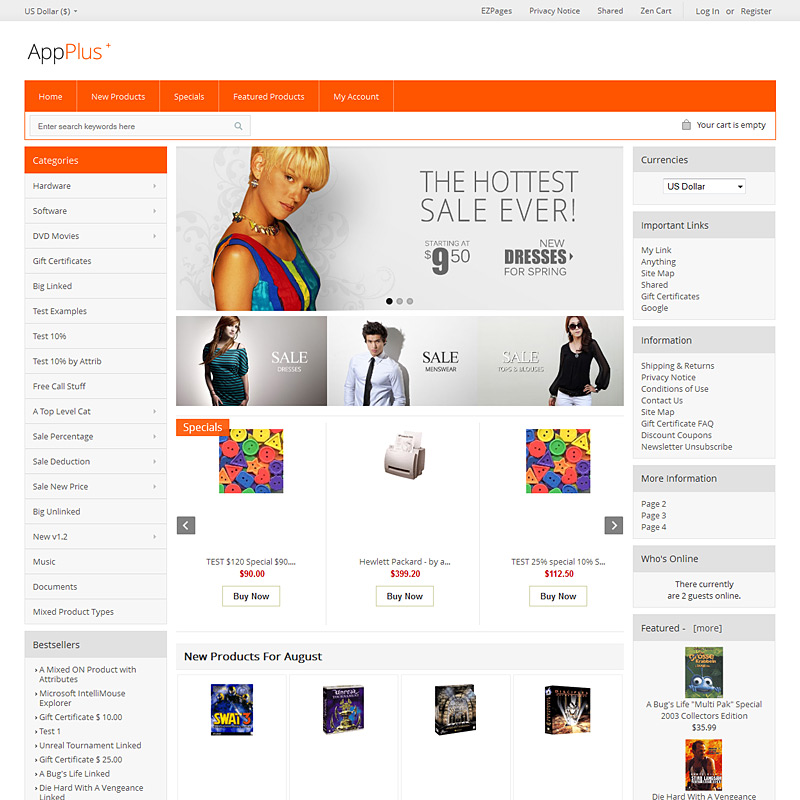 US Dollar ($)
EZPages Privacy Notice Shared Zen Cart Log In or Register
AppPlus +
Home New Products Specials Featured Products My Account
Enter search keywords here
Your cart is empty
Categories
Hardware
Software
DVD Movies
Gift Certificates
Big Linked
Test Examples
Test 10%
Test 10% by Attrib
Free Call Stuff
A Top Level Cat
Sale Percentage
Sale Deduction
Sale New Price
Big Unlinked
New v1.2
Music
Documents
Mixed Product Types
Bestsellers
A Mixed ON Product with
Attributes
Microsoft IntelliMouse
Explorer
Gift Certificate $ 10.00
Test 1
Unreal Tournament Linked
Gift Certificate $ 25.00
A Bug's Life Linked
Die Hard With A Vengeance
Linked
THE HOTTEST
SALE EVER!
STARTING AT
$950
NEW
DRESSES
FOR SPRING
SALE
DRESSES
SALE
MENSWEAR
SALE
TOPS & BLOUSES
Specials
TEST $120 Special $90....
$90.00
Buy Now
Hewlett Packard - by a...
$399.20
Buy Now
TEST 25% special 10% S...
$112.50
Buy Now
New Products For August
SWAT 3
Unreal
Currencies
US Dollar
Important Links
My Link
Anything
Site Map
Shared
Gift Certificates
Google
Information
Shipping & Returns
Privacy Notice
Conditions of Use
Contact Us
Site Map
Gift Certificate FAQ
Discount Coupons
Newsletter Unsubscribe
More Information
Page 2
Page 3
Page 4
Who's Online
There currently
are 2 guests online.
Featured - [more]
A Bug's Life "Multi Pak" Special
2003 Collectors Edition
$35.99
Die Hard With A Vengeance